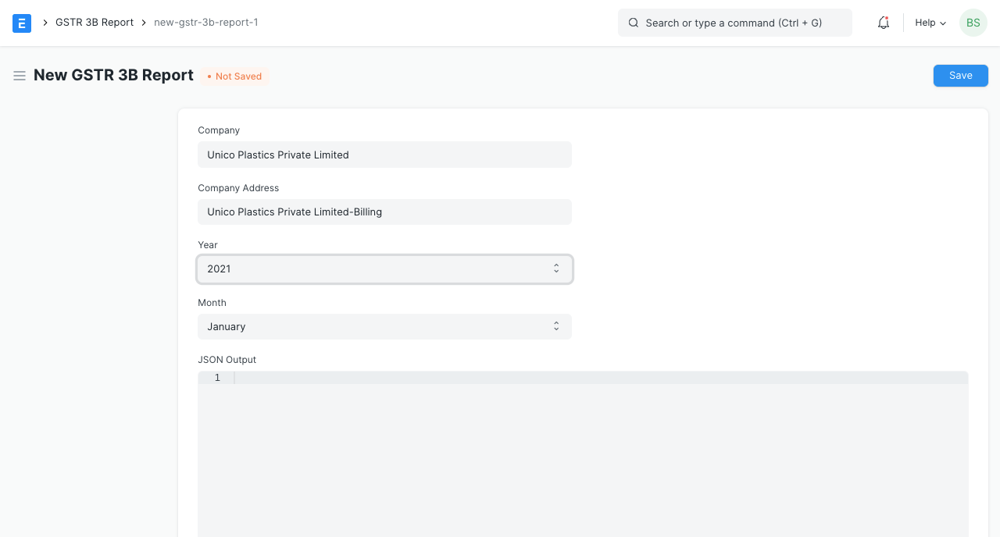 E
GSTR 3B Report
new-gstr-3b-report-1
Search or type a command (Ctrl + G)
Help
BS
New GSTR 3B Report
Not Saved
Save
Company
Unico Plastics Private Limited
Company Address
Unico Plastics Private Limited-Billing
Year
2021
Month
January
JSON Output
1